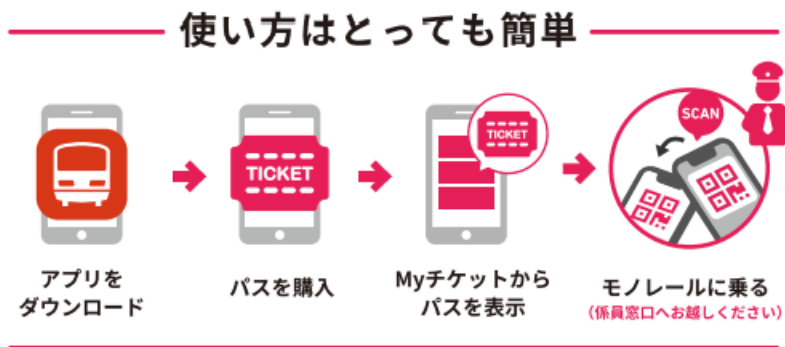 使い方はとっても簡単
SCAN
TICKET
TICKET
アプリを
ダウンロード
パスを購入
Myチケットから
パスを表示
モノレールに乗る
(係員窓口へお越しください)